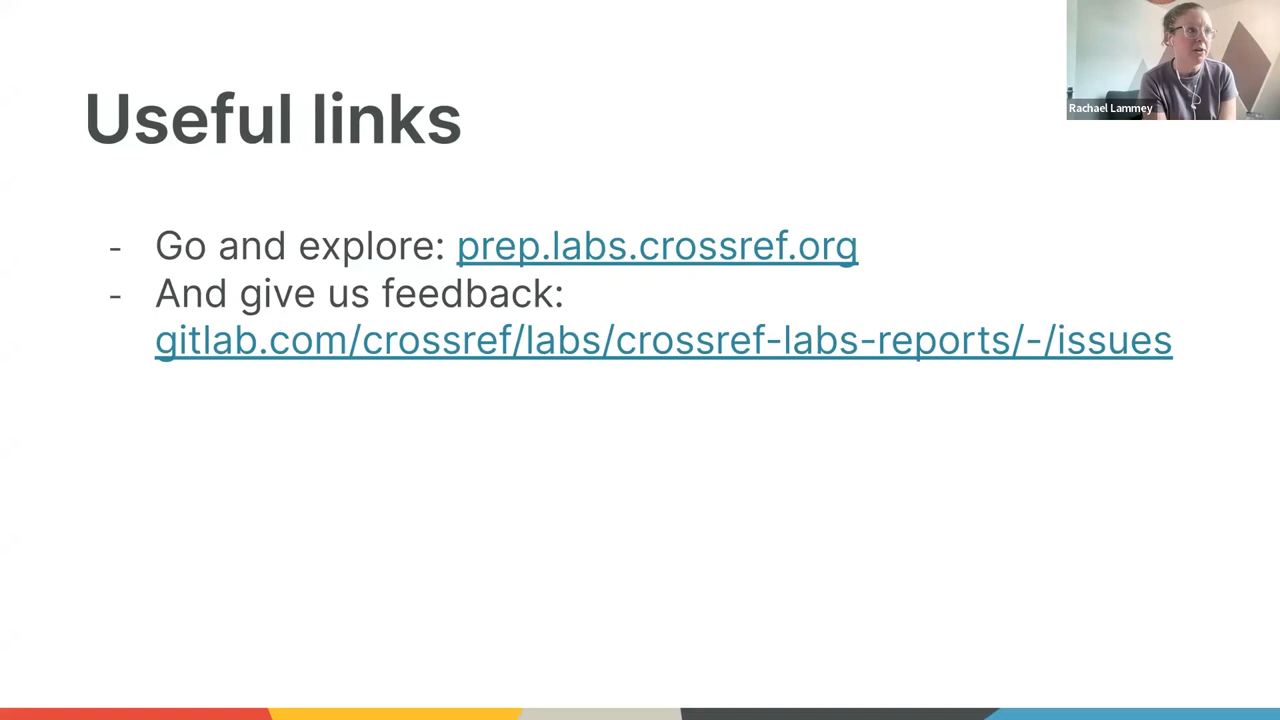 Rachael Lammey
Useful links
- Go and explore: prep.labs.crossref.org
- And give us feedback:
gitlab.com/crossref/labs/crossref-labs-reports/-/issues